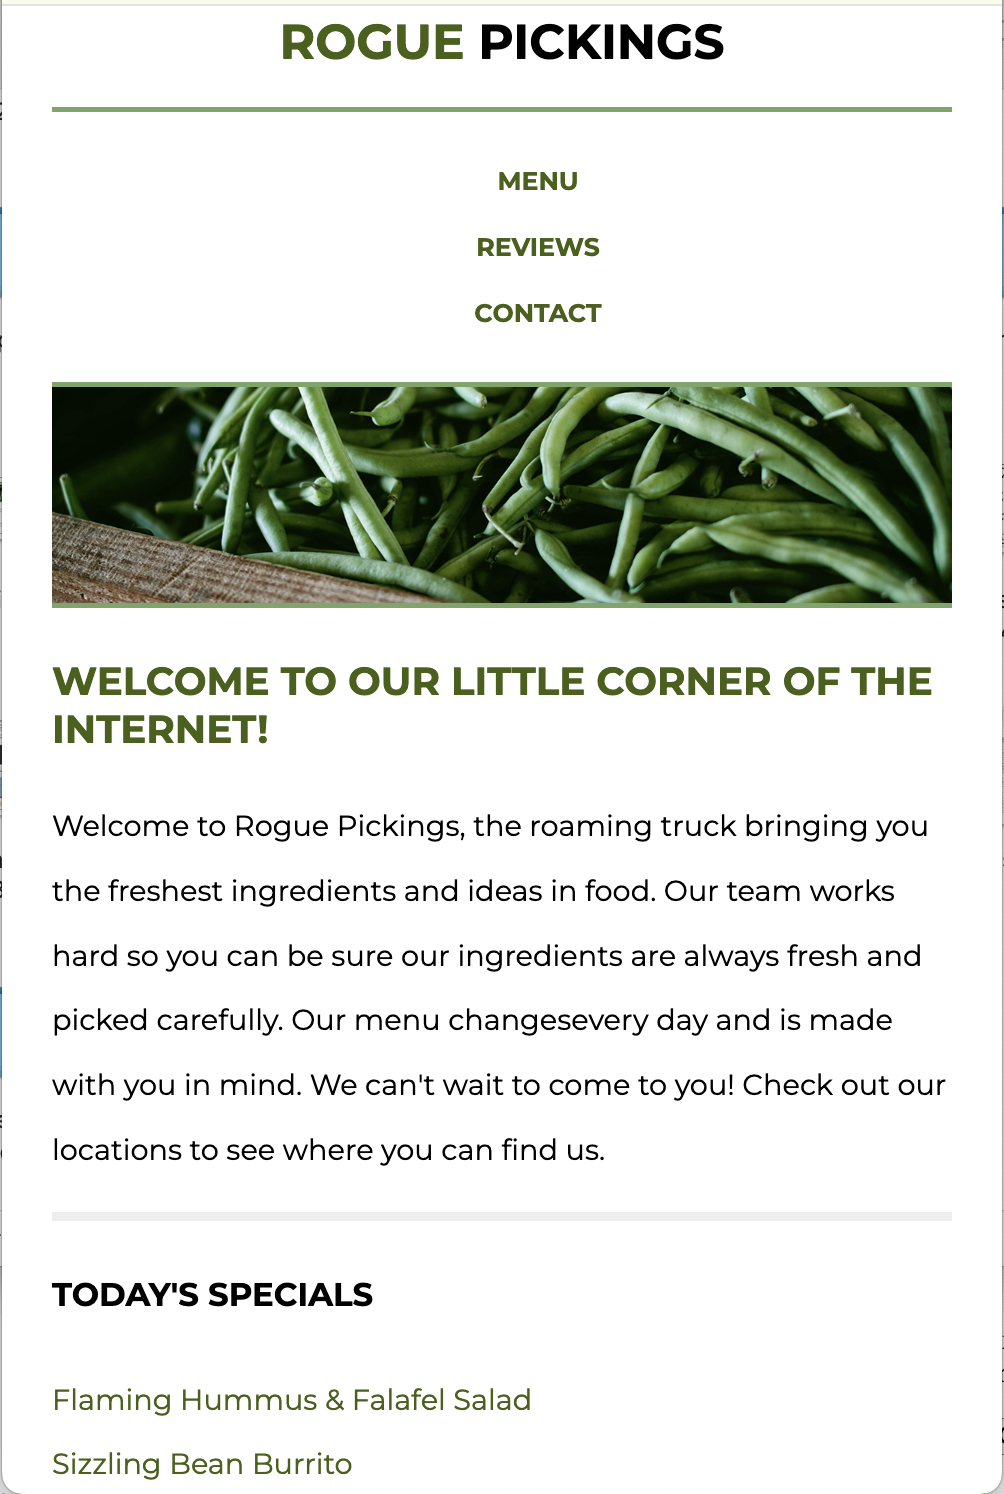 ROGUE PICKINGS
MENU
REVIEWS
CONTACT
WELCOME TO OUR LITTLE CORNER OF THE
INTERNET!
Welcome to Rogue Pickings, the roaming truck bringing you
the freshest ingredients and ideas in food. Our team works
hard so you can be sure our ingredients are always fresh and
picked carefully. Our menu changesevery day and is made
with you in mind. We can't wait to come to you! Check out our
locations to see where you can find us.
TODAY'S SPECIALS
Flaming Hummus & Falafel Salad
Sizzling Bean Burrito